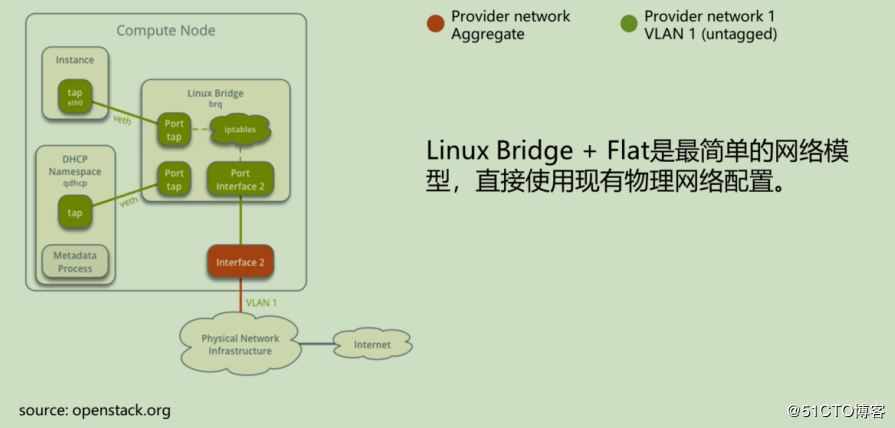 Compute Node
Provider network
Aggregate
Provider network 1
VLAN 1 (untagged)
Instance
tap
eth0
veth
Linux Bridge
brq
Port
tap
iptables
DHCP
Namespace
qdhcp
tap
veth
Port
tap
Port
Interface 2
Metadata
Process
Interface 2
VLAN 1
Physical Network
Infrastructure
Internet
Linux Bridge + Flat是最简单的网络模
型，直接使用现有物理网络配置。
source: openstack.org
@51CTO博客